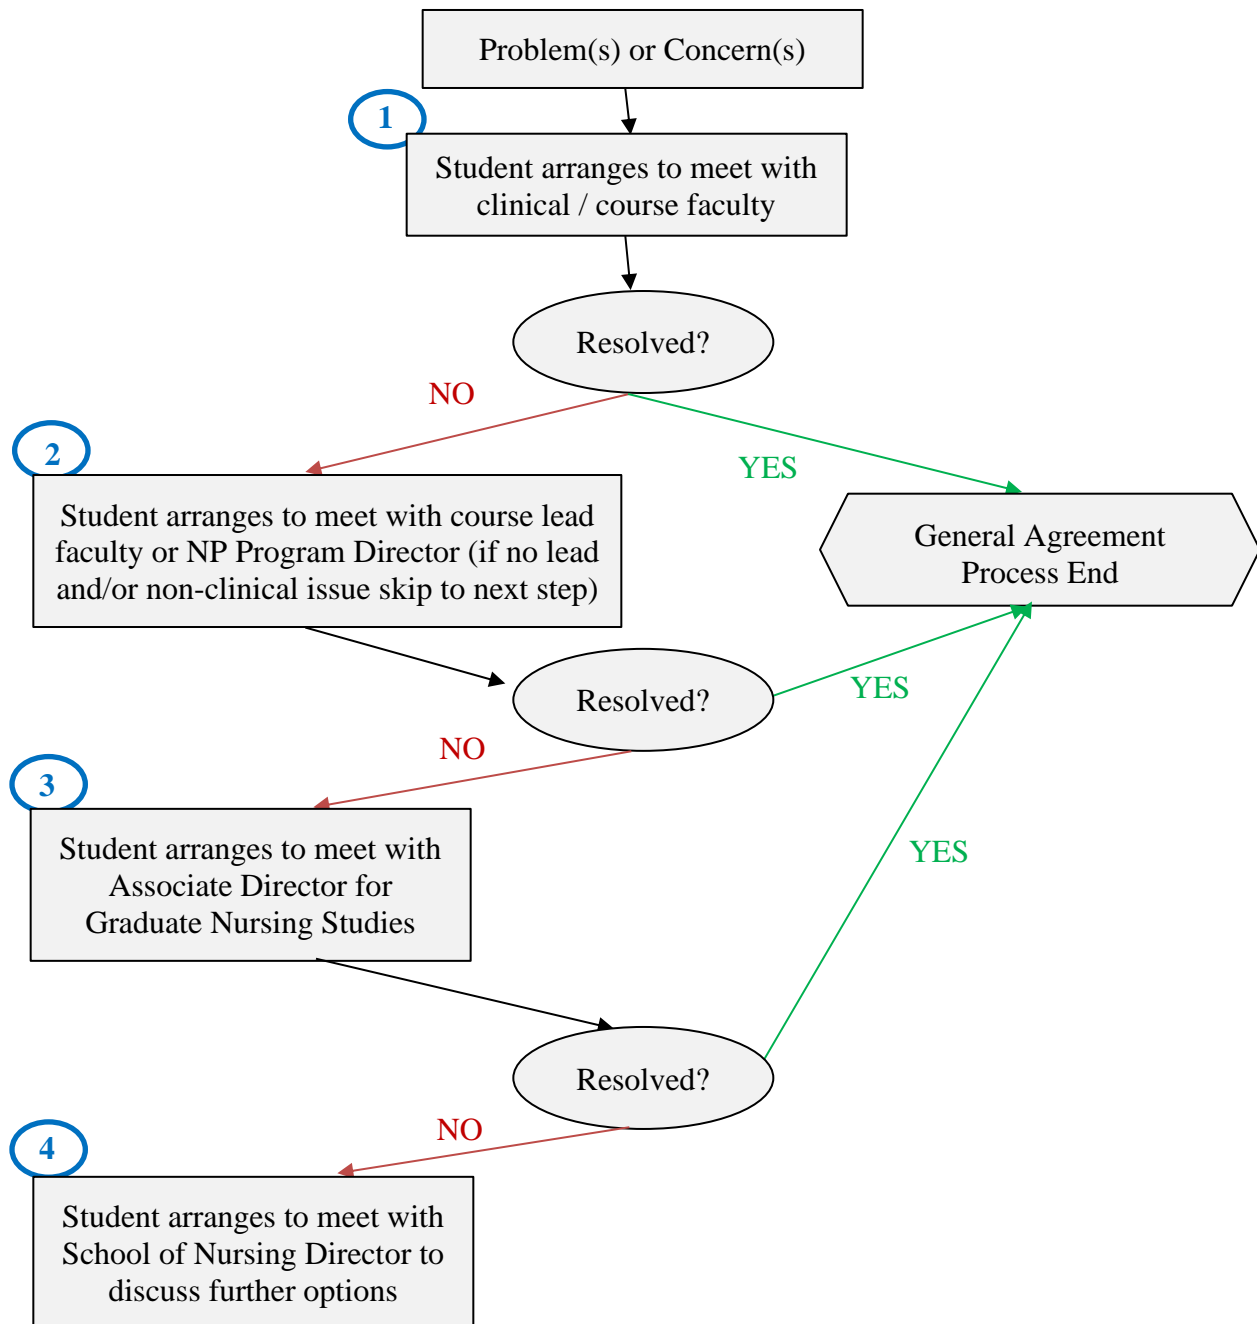 Problem(s) or Concern(s)
1
Student arranges to meet with
clinical / course faculty
Resolved?
NO
YES
2
Student arranges to meet with course lead
faculty or NP Program Director (if no lead
and/or non-clinical issue skip to next step)
General Agreement
Process End
Resolved?
YES
NO
3
Student arranges to meet with
Associate Director for
Graduate Nursing Studies
YES
Resolved?
NO
4
Student arranges to meet with
School of Nursing Director to
discuss further options